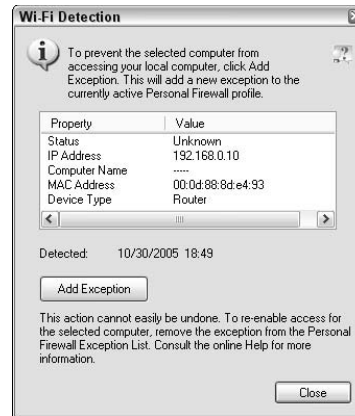 Wi-Fi Detection
To prevent the selected computer from
accessing your local computer, click Add
Exception. This will add a new exception to the
currently active Personal Firewall profile.
Property Value
Status Unknown
IP Address 192.168.0.10
Computer Name -----
MAC Address 00:0d:88:8d:e4:93
Device Type Router
Detected: 10/30/2005 18:49
Add Exception
This action cannot easily be undone. To re-enable access for
the selected computer, remove the exception from the Personal
Firewall Exception List. Consult the online Help for more
information.
Close